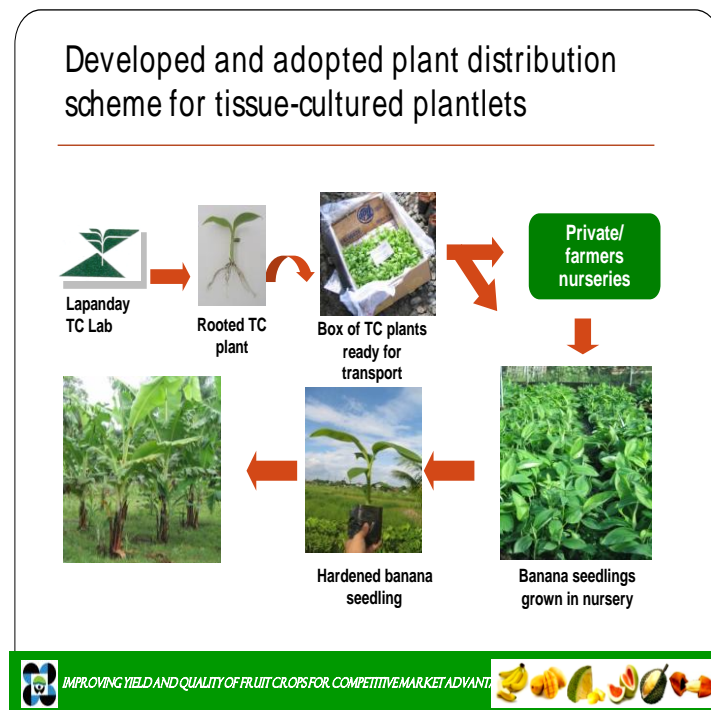 Developed and adopted plant distribution
scheme for tissue-cultured plantlets
Lapanday
TC Lab
Rooted TC
plant
Box of TC plants
ready for
transport
Private/
farmers
nurseries
Hardened banana
seedling
Banana seedlings
grown in nursery
IMPROVING YIELD AND QUALITY OF FRUIT CROPS FOR COMPETITIVE MARKET ADVANTA